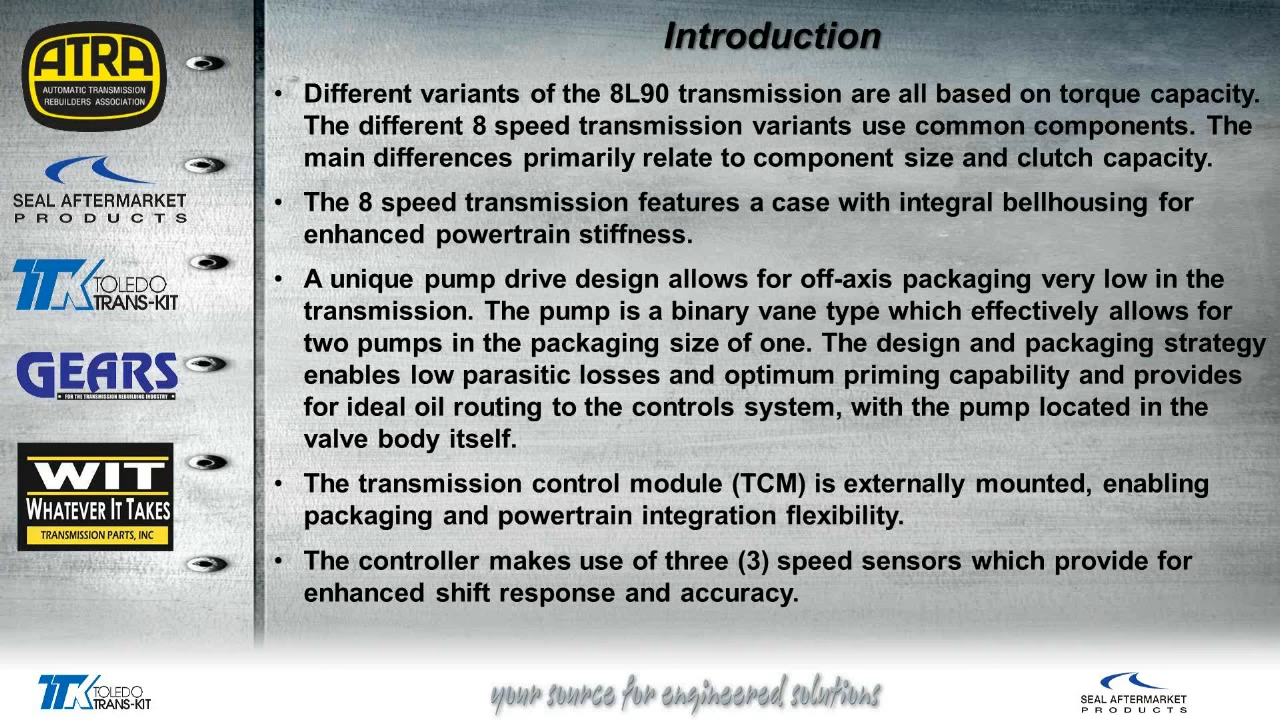 Introduction
• Different variants of the 8L90 transmission are all based on torque capacity.
The different 8 speed transmission variants use common components. The
main differences primarily relate to component size and clutch capacity.
• The 8 speed transmission features a case with integral bellhousing for
enhanced powertrain stiffness.
• A unique pump drive design allows for off-axis packaging very low in the
transmission. The pump is a binary vane type which effectively allows for
two pumps in the packaging size of one. The design and packaging strategy
enables low parasitic losses and optimum priming capability and provides
for ideal oil routing to the controls system, with the pump located in the
valve body itself.
• The transmission control module (TCM) is externally mounted, enabling
packaging and powertrain integration flexibility.
• The controller makes use of three (3) speed sensors which provide for
enhanced shift response and accuracy.
ATRA
AUTOMATIC TRANSMISSION
REBUILDERS ASSOCIATION
SEAL AFTERMARKET
PRODUCTS
TTK TOLEDO
TRANS-KIT
GEARS
FOR THE TRANSMISSION REBUILDING INDUSTRY
WIT
WHATEVER IT TAKES
TRANSMISSION PARTS, INC
TTK TOLEDO
TRANS-KIT
your source for engineered solutions
SEAL AFTERMARKET
PRODUCTS